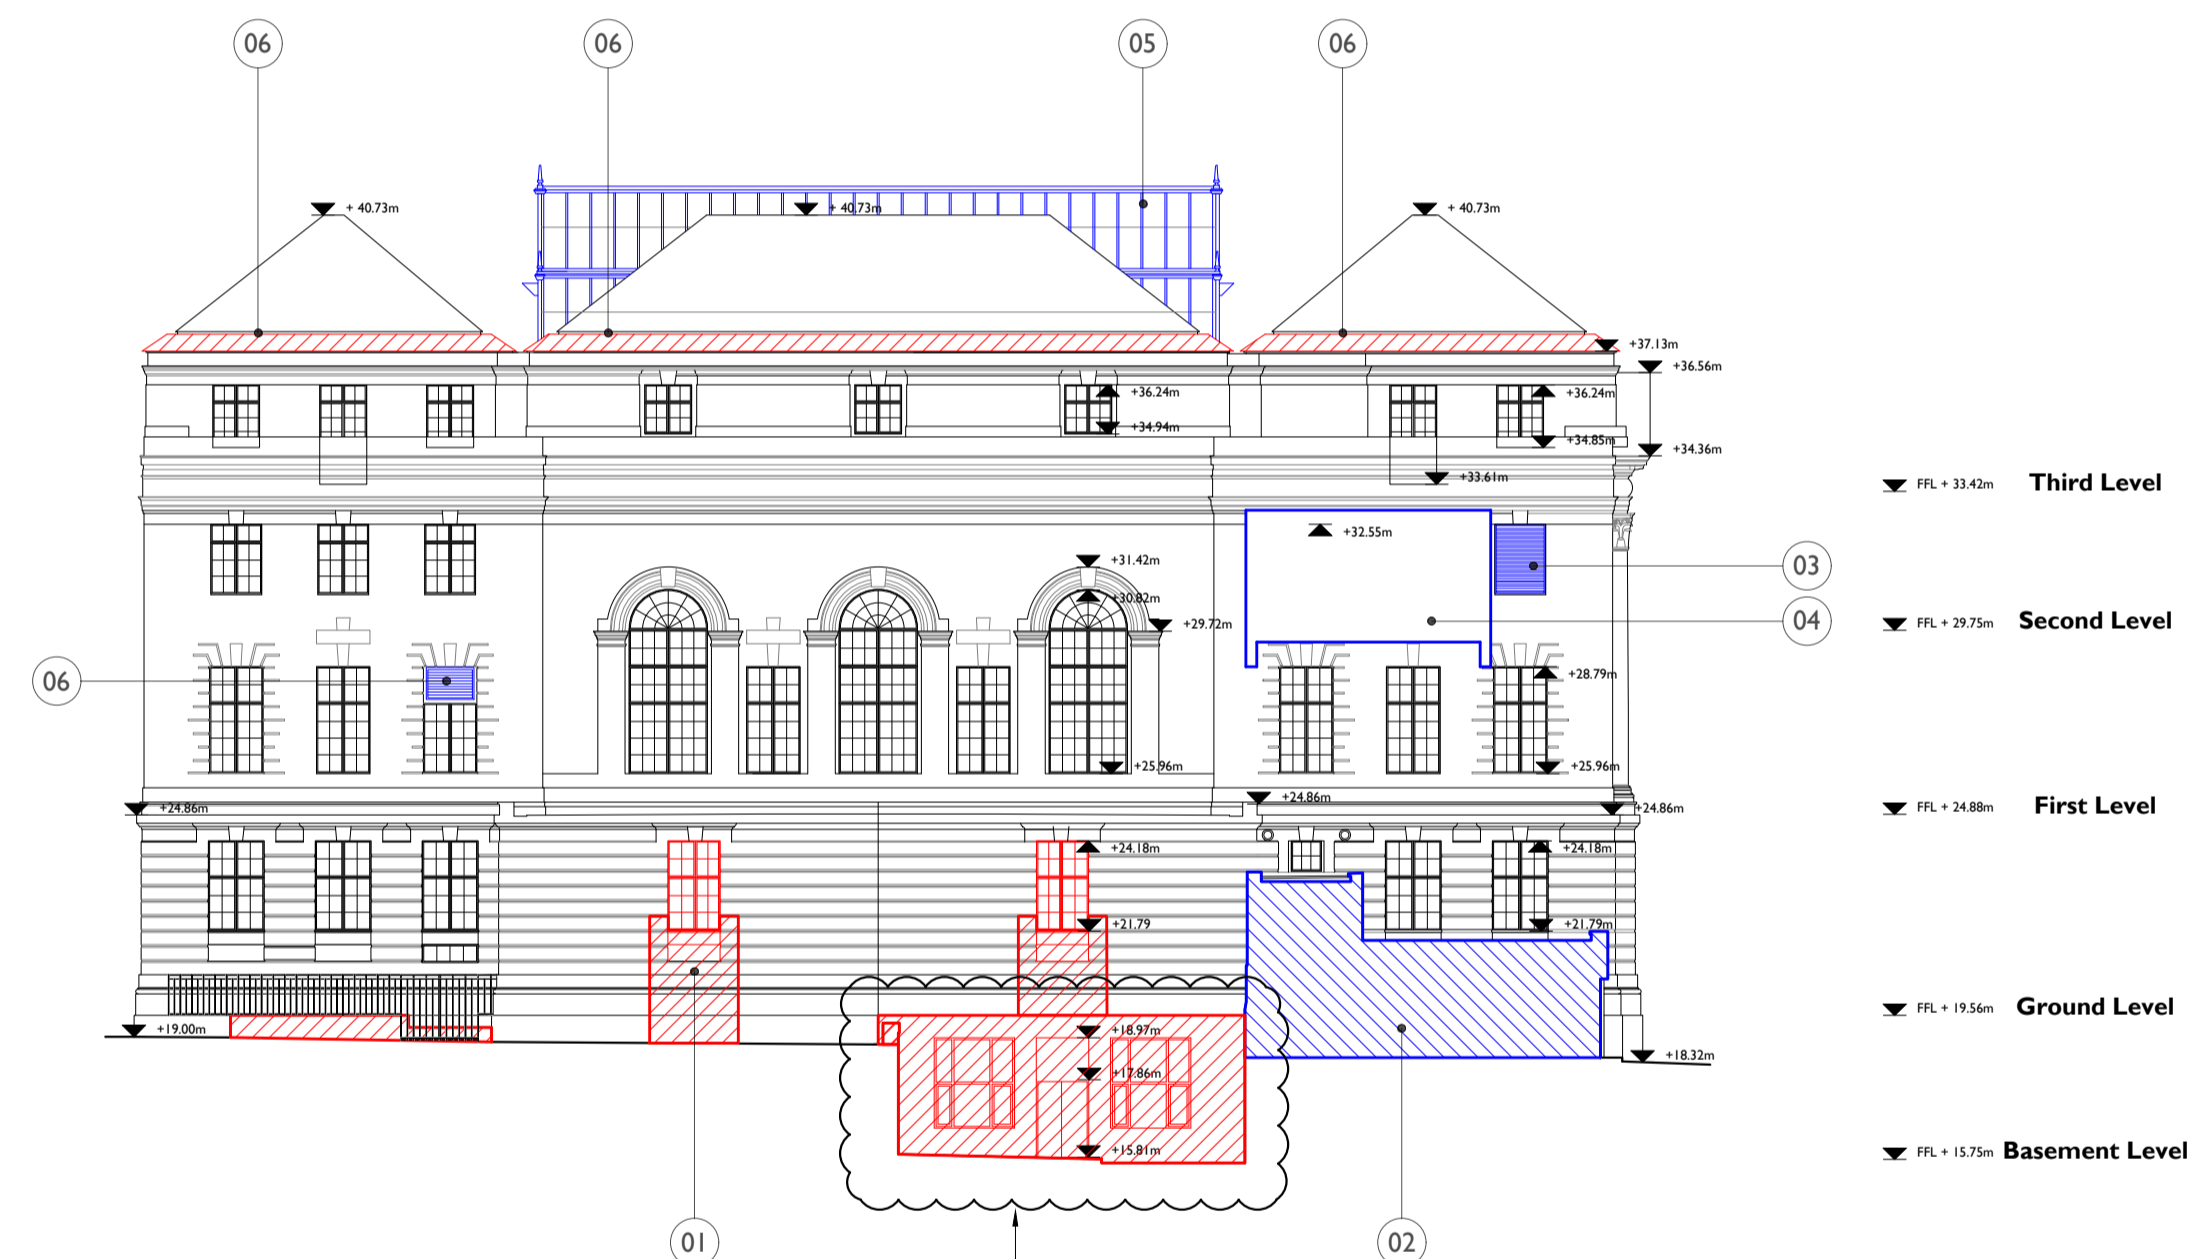 06
06
05
06
+ 40.73m
+ 40.73m
+ 40.73m
+37.13m
+36.56m
+36.24m
+36.24m
+34.94m
+34.85m
+34.36m
+33.61m
FFL + 33.42m Third Level
+32.55m
+31.42m
03
+30.82m
+29.72m
04
FFL + 29.75m Second Level
+28.79m
06
+25.96m
+25.96m
+24.86m
+24.86m
+24.86m
FFL + 24.88m First Level
+24.18m
+24.18m
+21.79
+21.79m
FFL + 19.56m Ground Level
+19.00m
+18.97m
+18.32m
+17.86m
+15.81m
FFL + 15.75m Basement Level
01
02